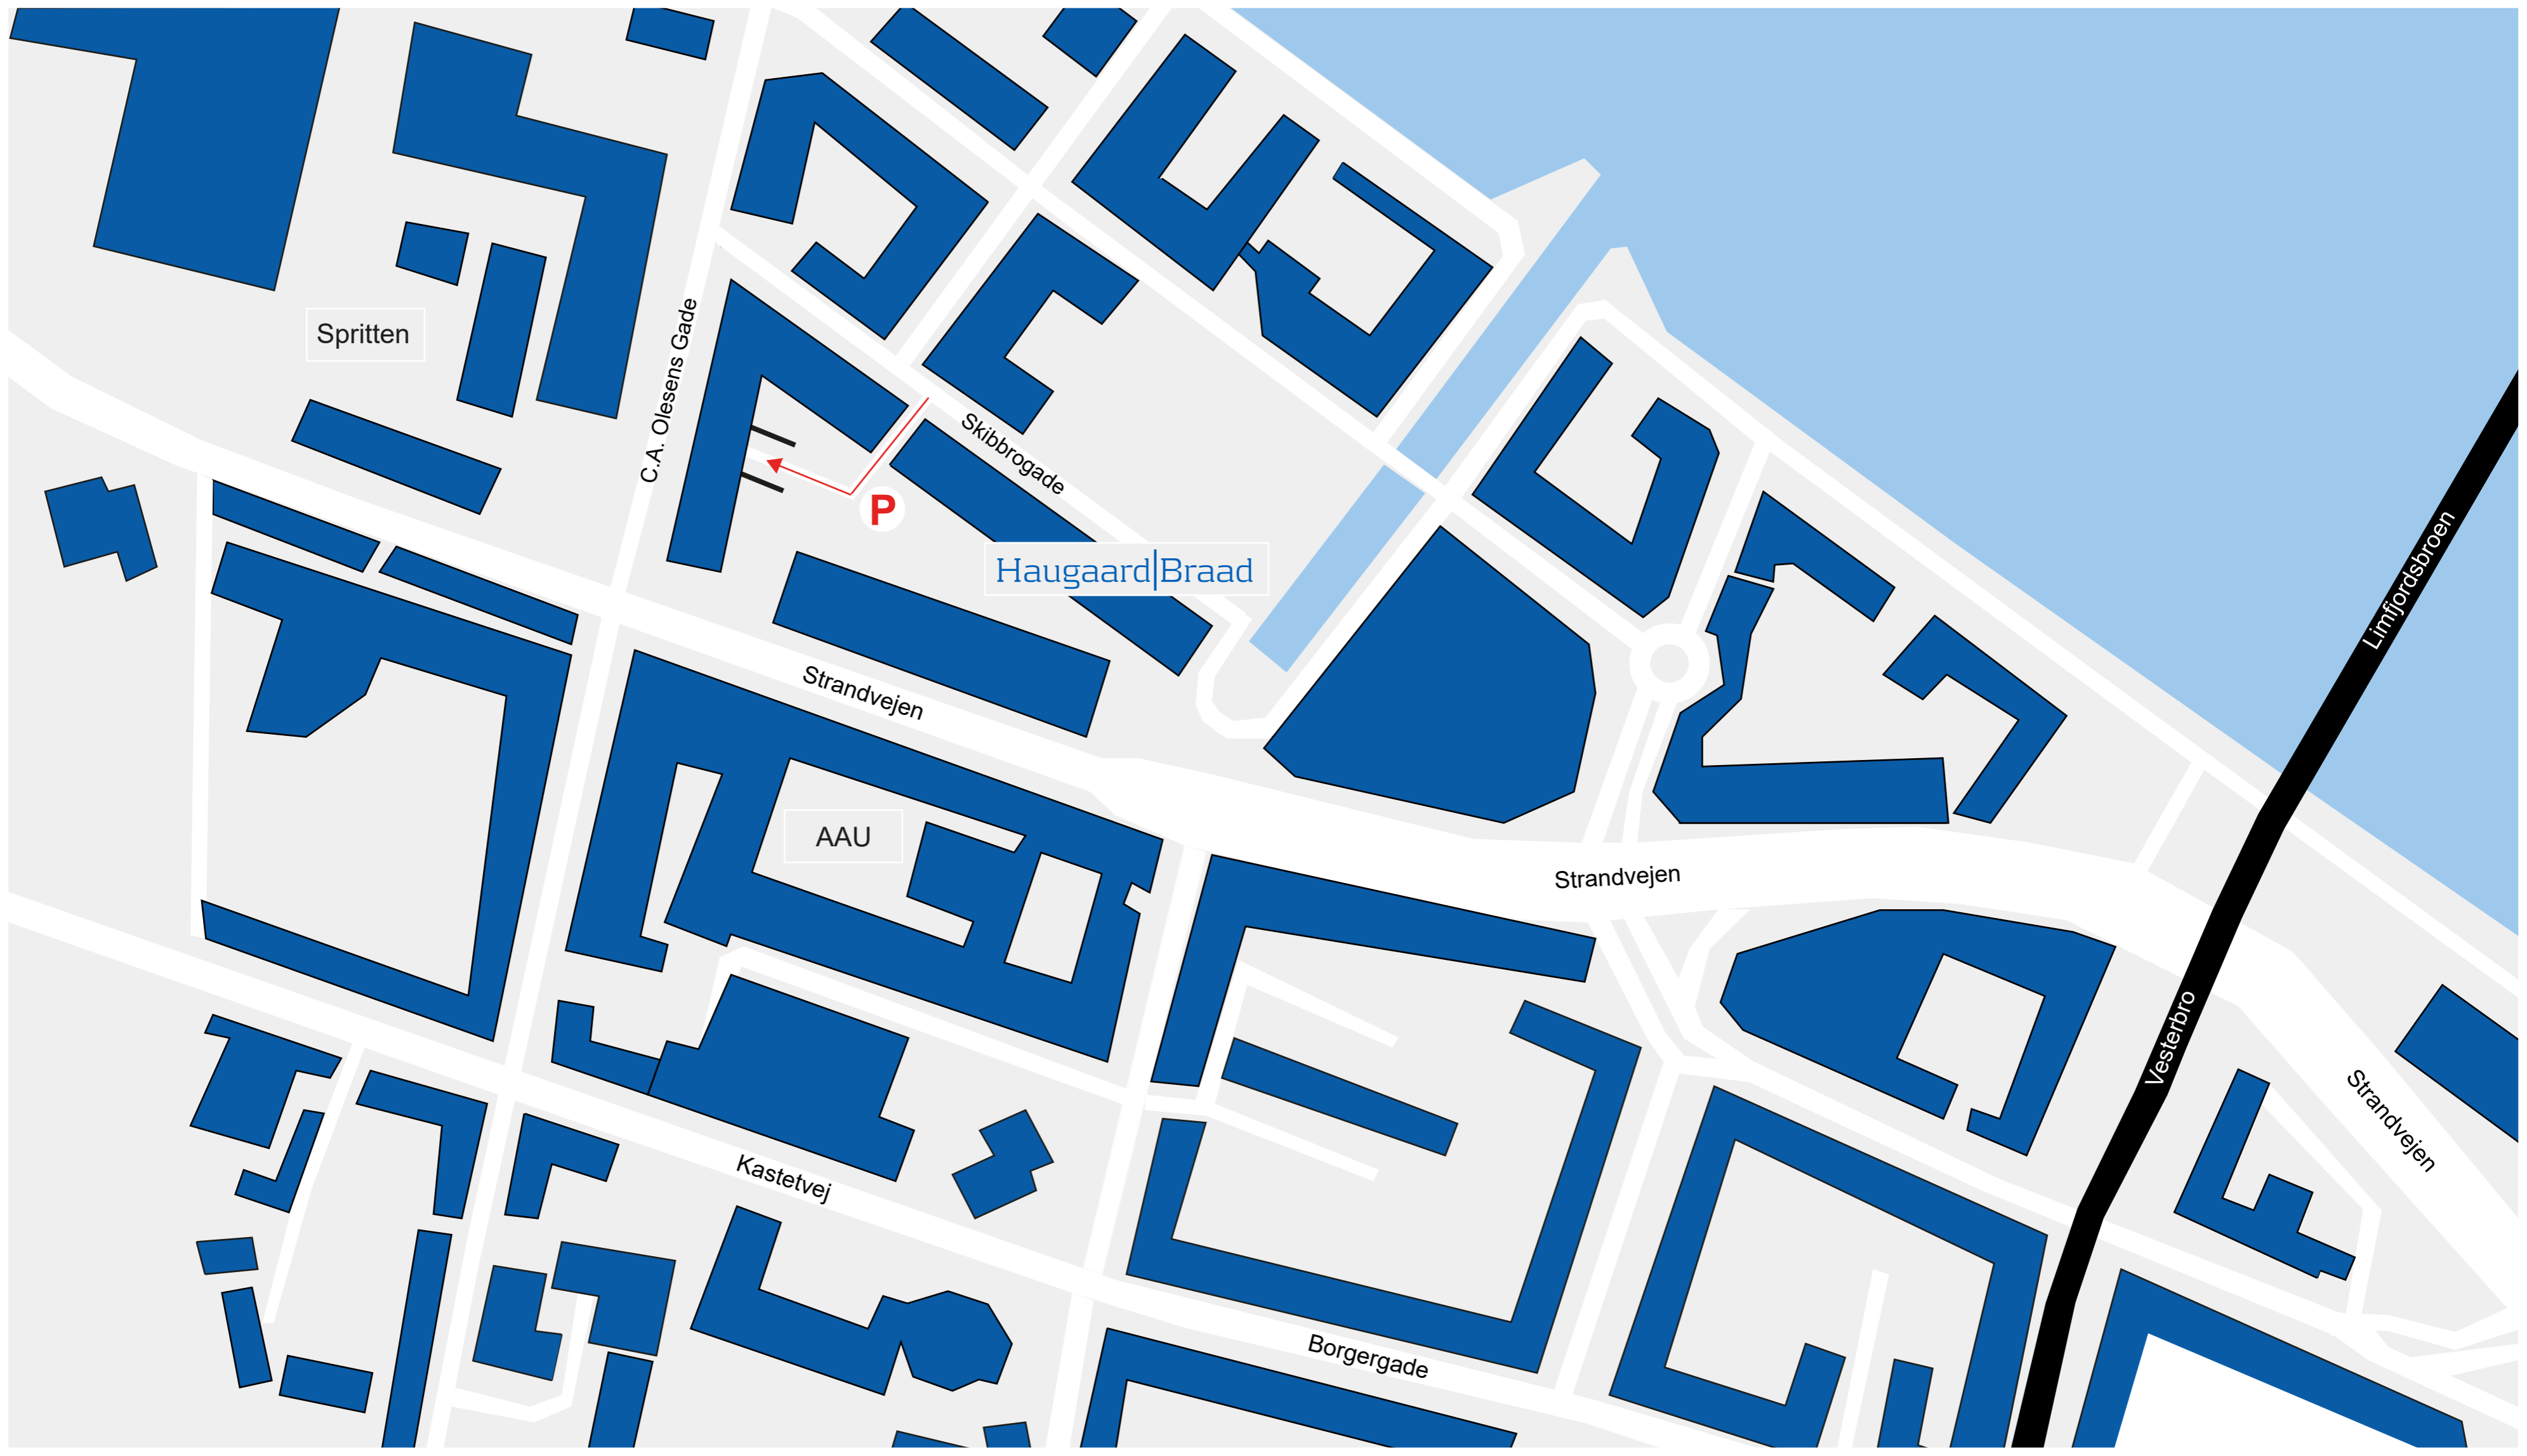 Spritten
C.A. Olesens Gade
Skibbrogade
P
Haugaard|Braad
Limfjordsbroen
Strandvejen
AAU
Strandvejen
Vesterbro
Strandvejen
Kastetvej
Borgergade